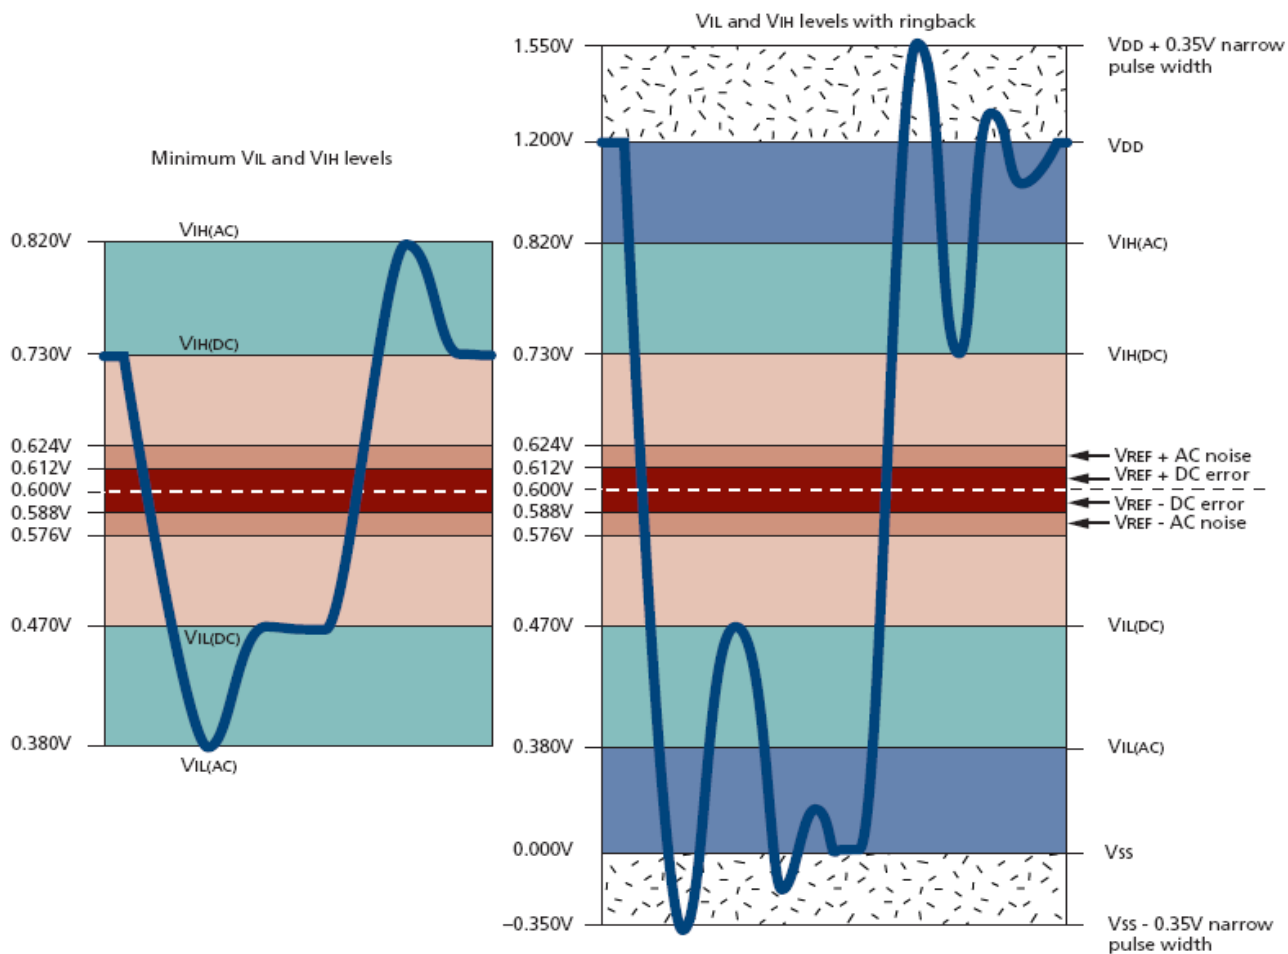 VIL and VIH levels with ringback
Minimum VIL and VIH levels
VIH(AC)
0.820V
VIH(DC)
0.730V
0.624V
0.612V
0.600V
0.588V
0.576V
0.470V
VIL(DC)
0.380V
VIL(AC)
1.550V
1.200V
0.820V
0.730V
0.624V
0.612V
0.600V
0.588V
0.576V
0.470V
0.380V
0.000V
–0.350V
VDD + 0.35V narrow
pulse width
VDD
VIH(AC)
VIH(DC)
VREF + AC noise
VREF + DC error
VREF - DC error
VREF - AC noise
VIL(DC)
VIL(AC)
VSS
VSS - 0.35V narrow
pulse width